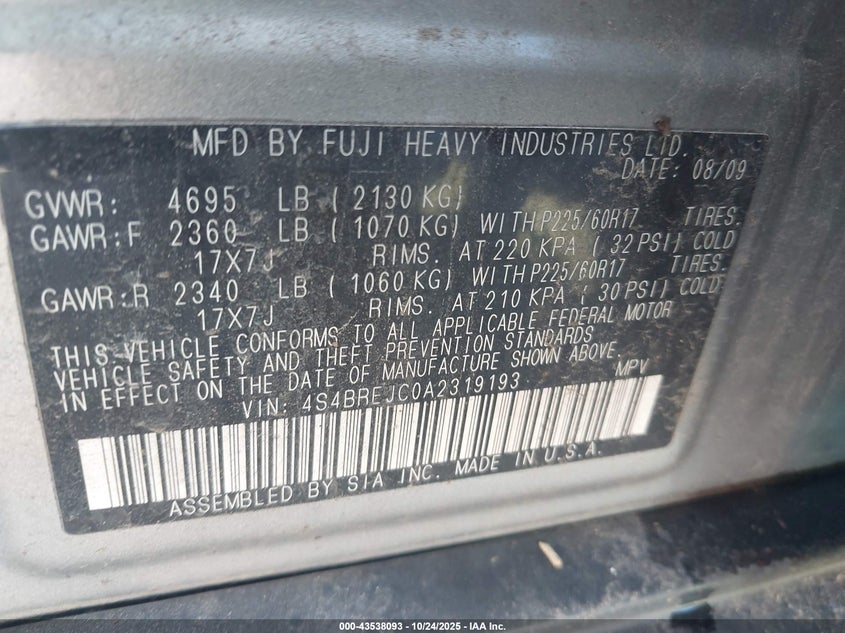 MFD BY FUJI HEAVY INDUSTRIES LTD.
DATE: 08/09
GVWR: 4695 LB ( 2130 KG)
GAWR:F 2360 LB ( 1070 KG) WITHP225/60R17 TIRES.
17X7J RIMS. AT 220 KPA ( 32 PSI) COLD
GAWR:R 2340 LB ( 1060 KG) WITHP225/60R17 TIRES.
17X7J RIMS. AT 210 KPA ( 30 PSI) COLD
THIS VEHICLE CONFORMS TO ALL APPLICABLE FEDERAL MOTOR
VEHICLE SAFETY AND THEFT PREVENTION STANDARDS
IN EFFECT ON THE DATE OF MANUFACTURE SHOWN ABOVE.
VIN: 4S4BREJC0A2319193 MPV
ASSEMBLED BY SIA INC. MADE IN U.S.A.
000-43538093 - 10/24/2025 - IAA Inc.